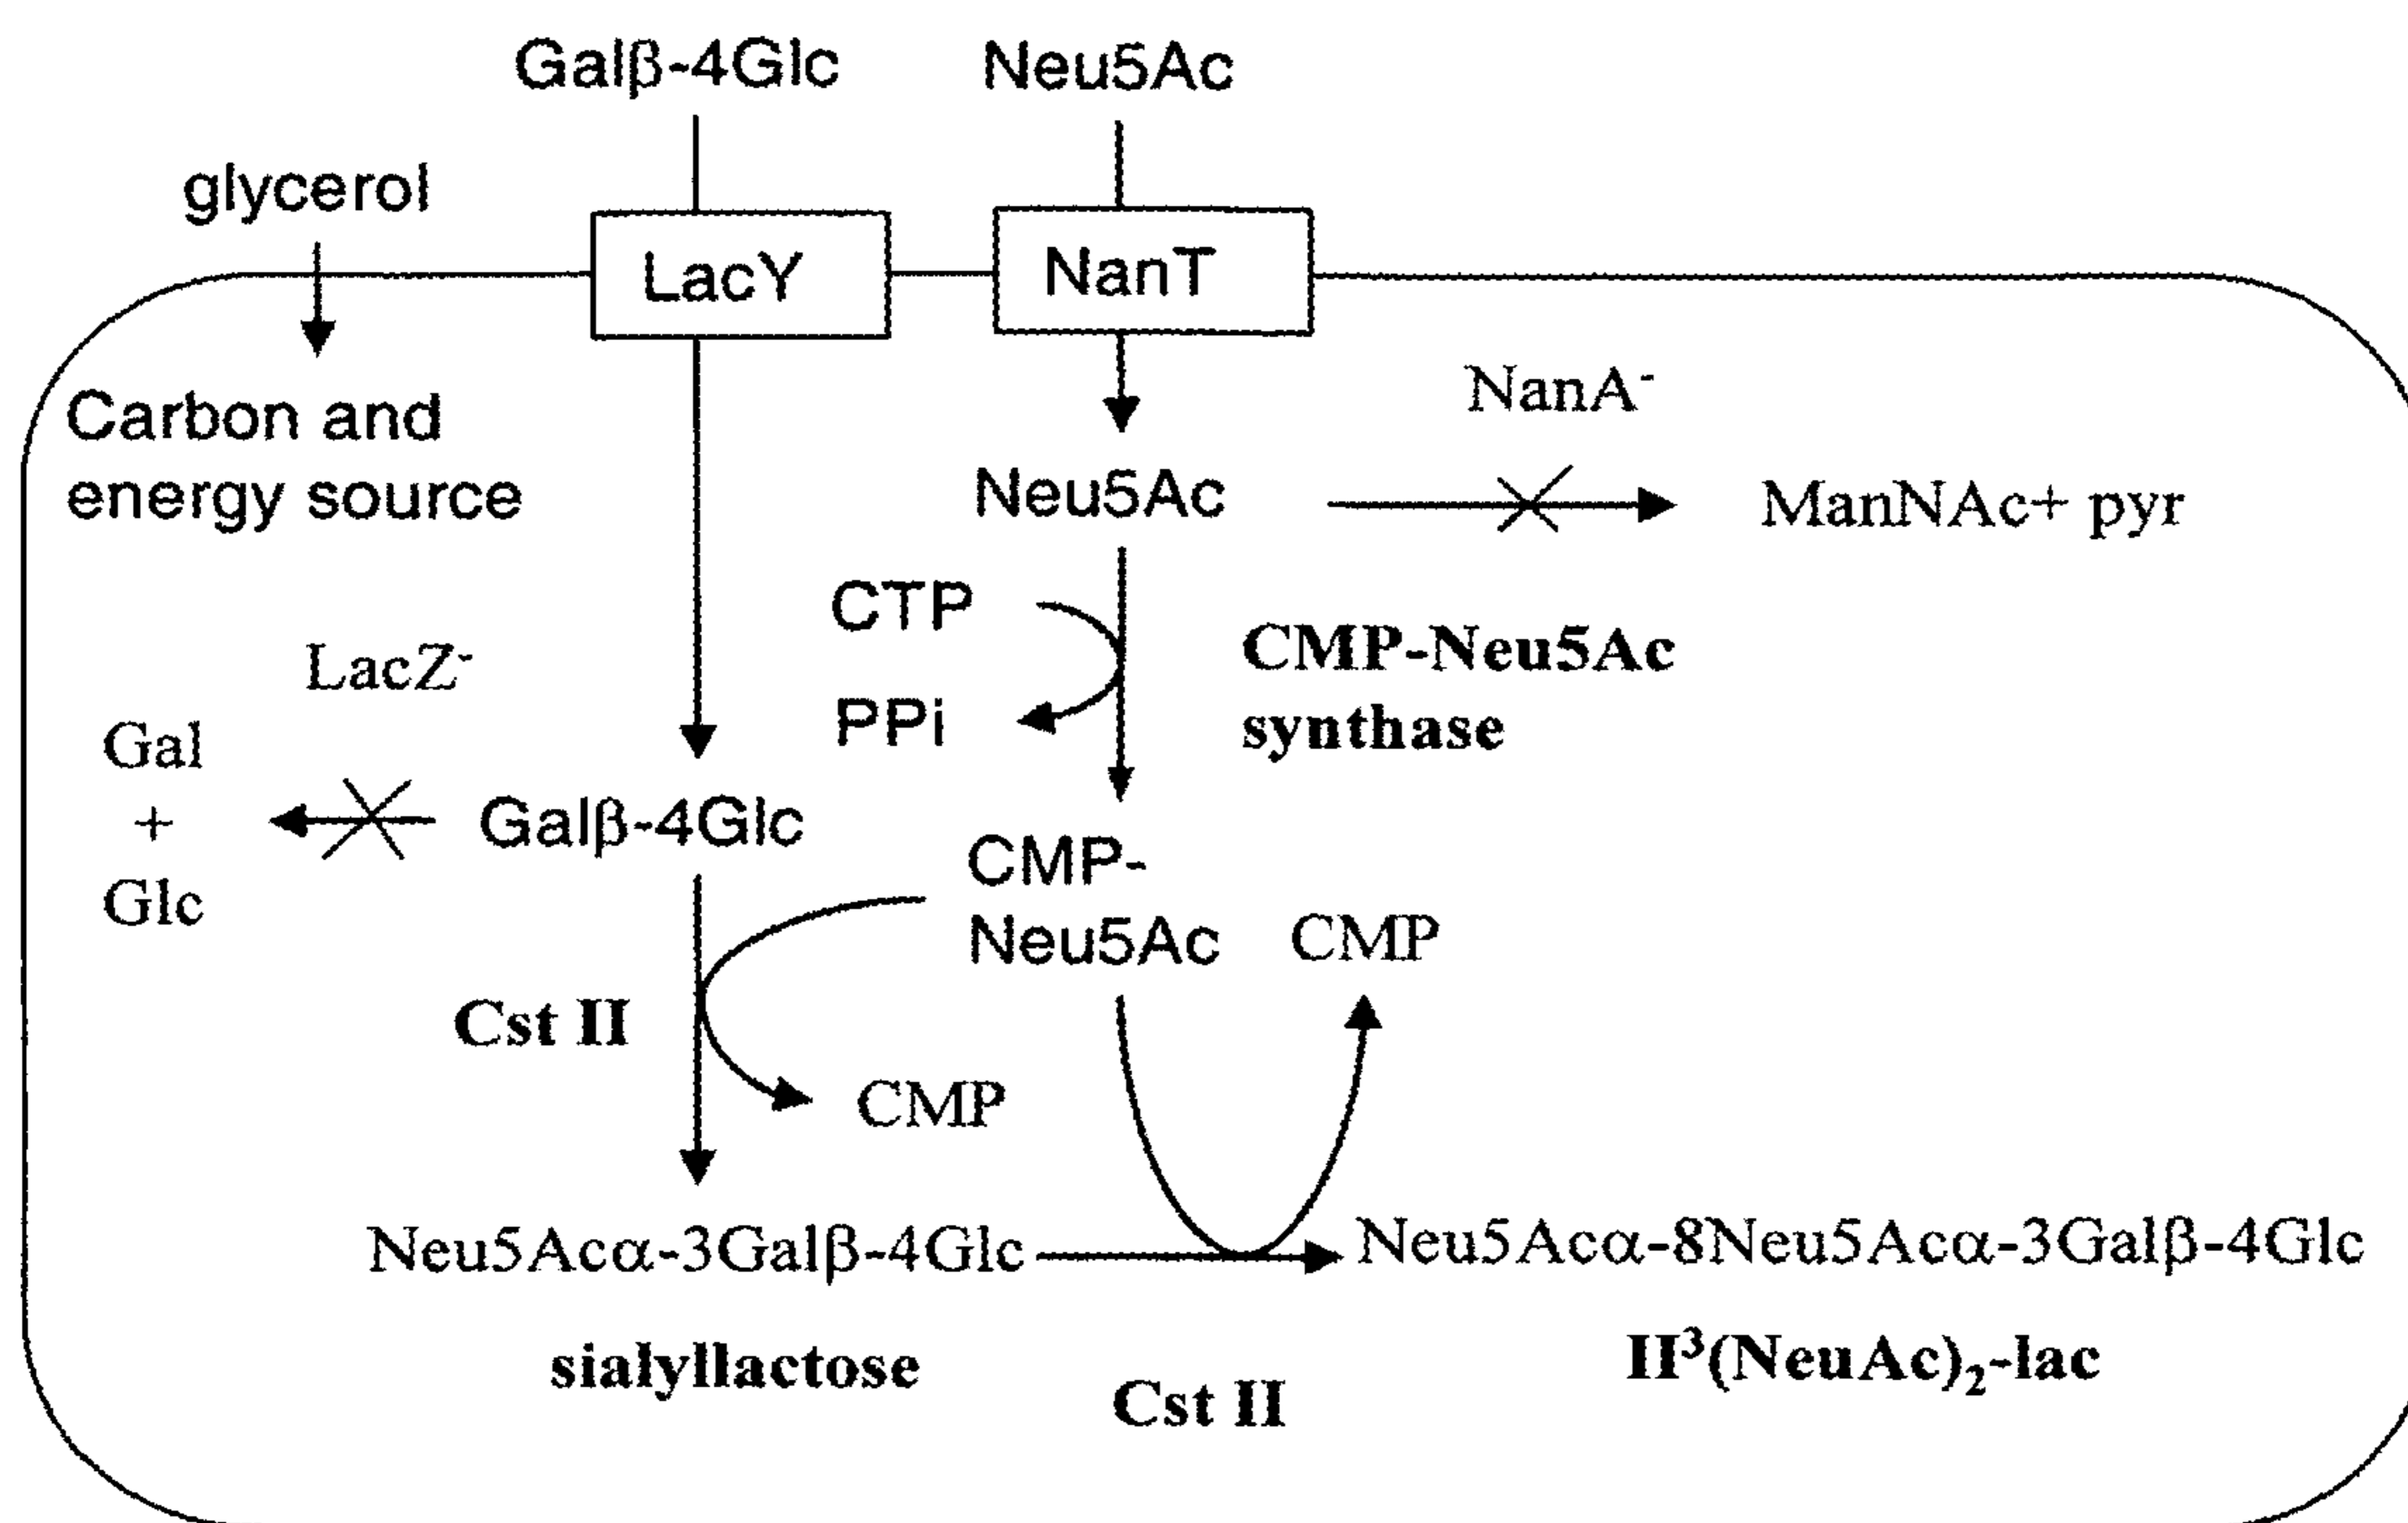 Galβ-4Glc
Neu5Ac
glycerol
LacY
NanT
Carbon and
energy source
NanA⁻
Neu5Ac
ManNAc+ pyr
CTP
PPi
CMP-Neu5Ac
synthase
LacZ⁻
Gal
+
Glc
Galβ-4Glc
CMP-
Neu5Ac
CMP
Cst II
CMP
Neu5Acα-3Galβ-4Glc
Neu5Acα-8Neu5Acα-3Galβ-4Glc
sialyllactose
Cst II
II³(NeuAc)₂-lac